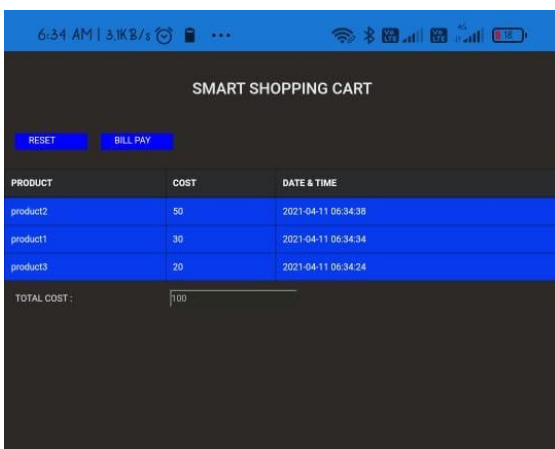 6:34 AM | 3.1KB/s ...
SMART SHOPPING CART
RESET BILL PAY
PRODUCT COST DATE & TIME
product2 50 2021-04-11 06:34:38
product1 30 2021-04-11 06:34:34
product3 20 2021-04-11 06:34:24
TOTAL COST : 100